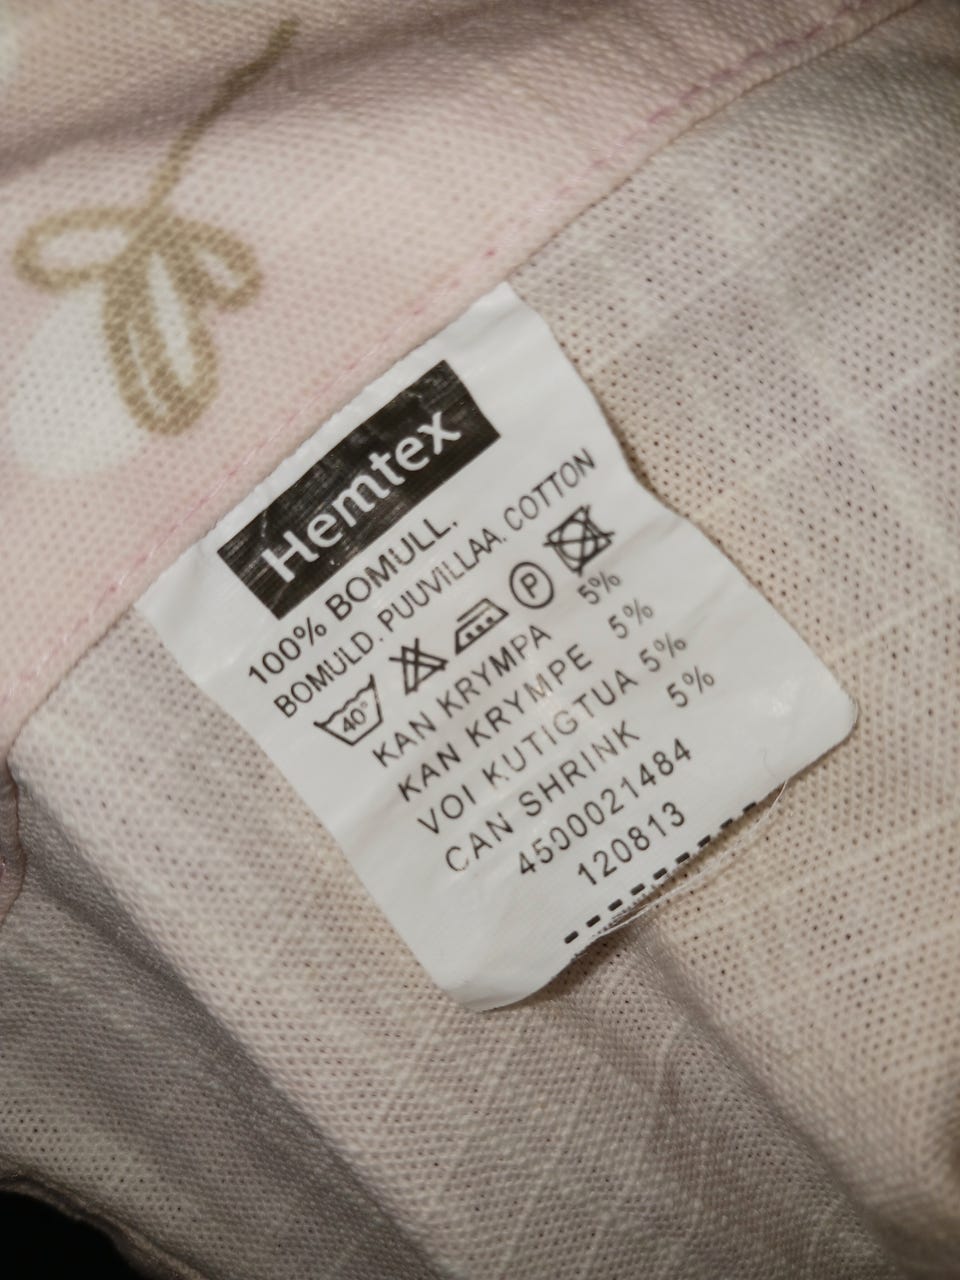 Hemtex
100% BOMULL.
BOMULD. PUUVILLAA. COTTON
40° P
KAN KRYMPA 5%
KAN KRYMPE 5%
VOI KUTIGTUA 5%
CAN SHRINK 5%
4500021484
120813